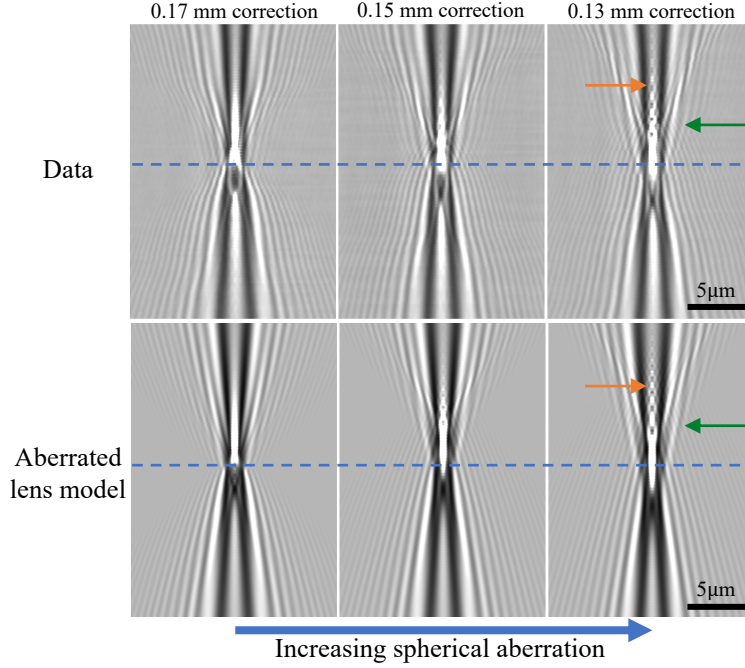 0.17 mm correction
0.15 mm correction
0.13 mm correction
Data
5μm
Aberrated
lens model
5μm
Increasing spherical aberration